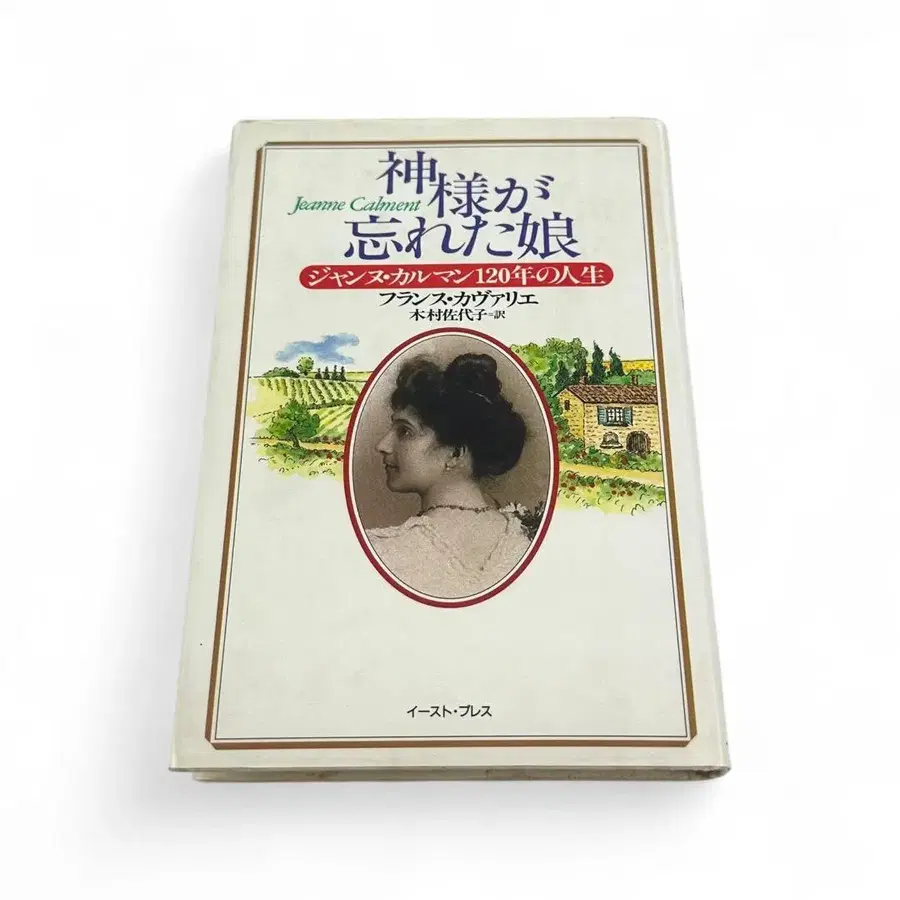 神様が
Jeanne Calment
忘れた娘
ジャンヌ・カルマン120年の人生
フランス・カヴァリエ
木村佐代子=訳
イースト・プレス